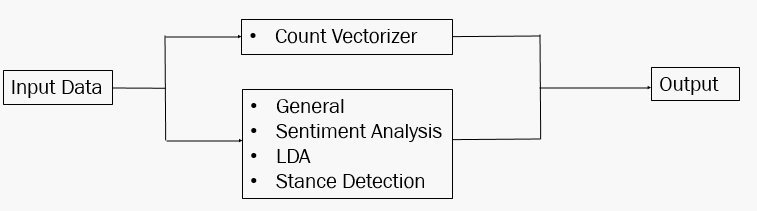 Input Data
• Count Vectorizer
• General
• Sentiment Analysis
• LDA
• Stance Detection
Output